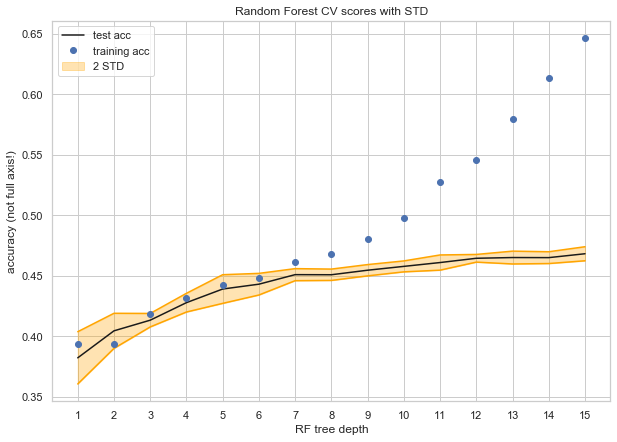 Random Forest CV scores with STD
test acc
training acc
2 STD
accuracy (not full axis!)
0.65
0.60
0.55
0.50
0.45
0.40
0.35
1 2 3 4 5 6 7 8 9 10 11 12 13 14 15
RF tree depth